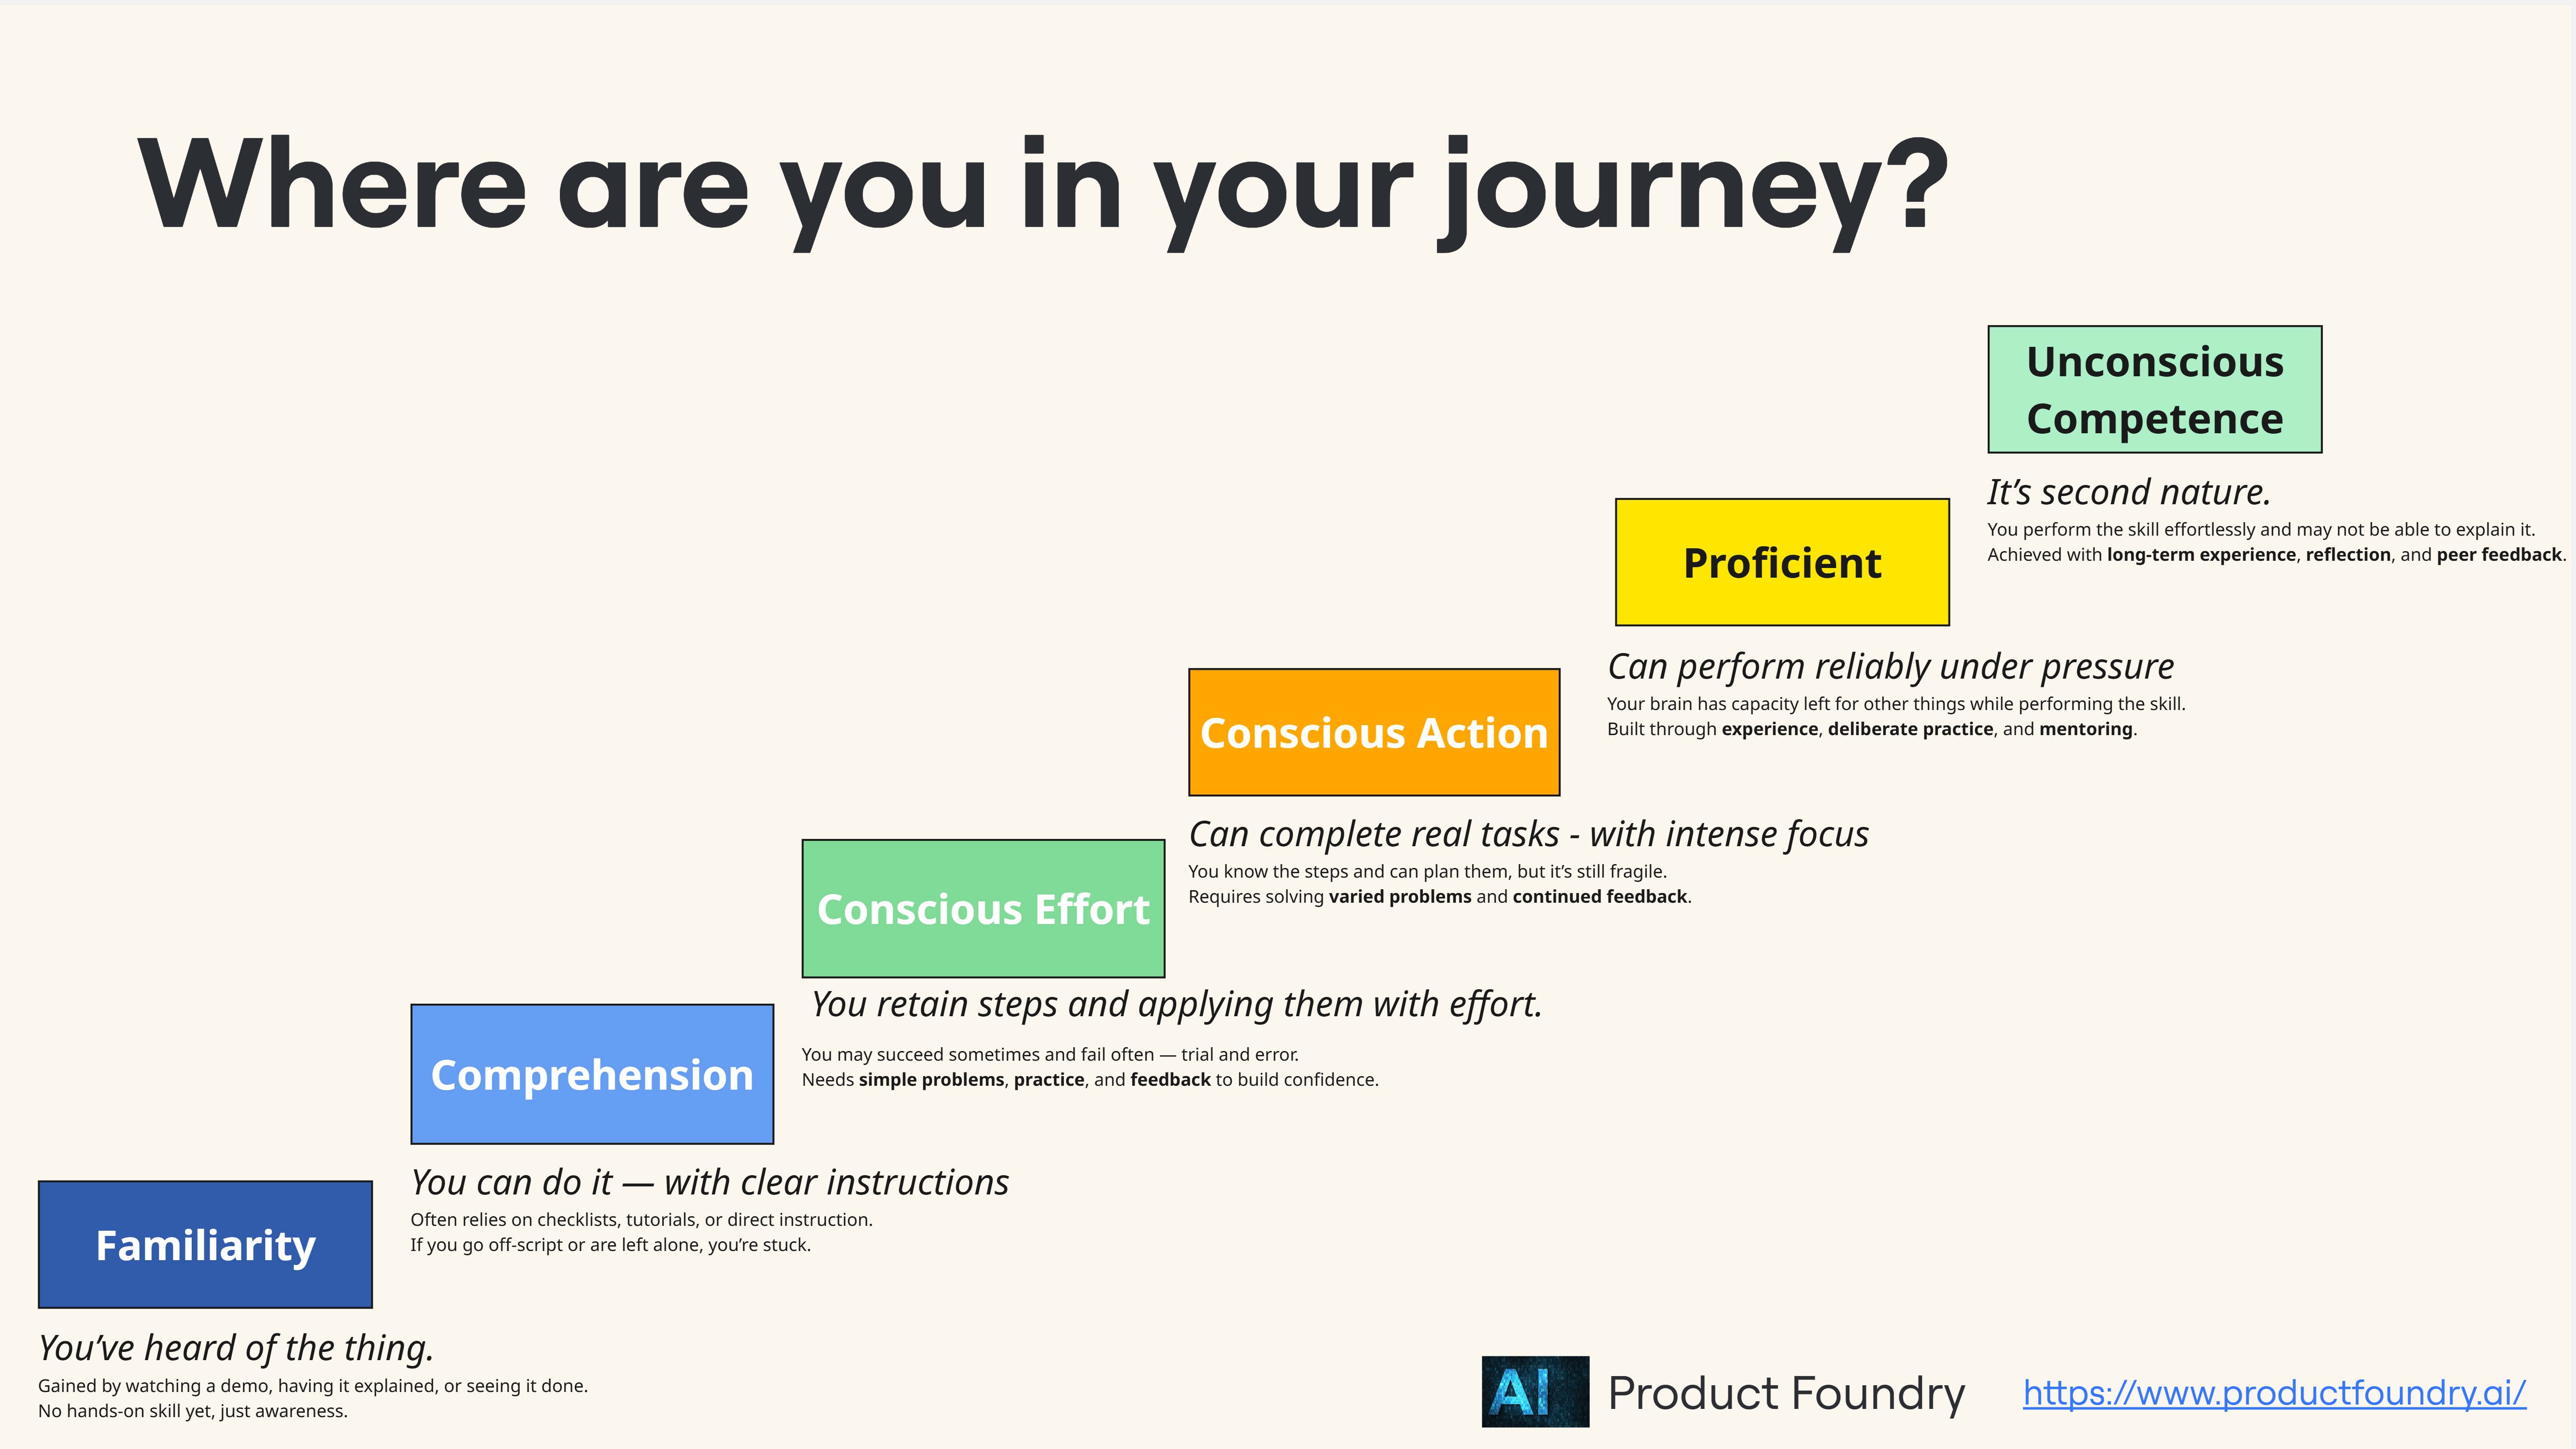 Where are you in your journey?
Unconscious
Competence
It’s second nature.
You perform the skill effortlessly and may not be able to explain it.
Achieved with long-term experience, reflection, and peer feedback.
Proficient
Can perform reliably under pressure
Your brain has capacity left for other things while performing the skill.
Built through experience, deliberate practice, and mentoring.
Conscious Action
Can complete real tasks - with intense focus
You know the steps and can plan them, but it’s still fragile.
Requires solving varied problems and continued feedback.
Conscious Effort
You retain steps and applying them with effort.
You may succeed sometimes and fail often — trial and error.
Needs simple problems, practice, and feedback to build confidence.
Comprehension
You can do it — with clear instructions
Often relies on checklists, tutorials, or direct instruction.
If you go off-script or are left alone, you’re stuck.
Familiarity
You’ve heard of the thing.
Gained by watching a demo, having it explained, or seeing it done.
No hands-on skill yet, just awareness.
AI
Product Foundry
https://www.productfoundry.ai/